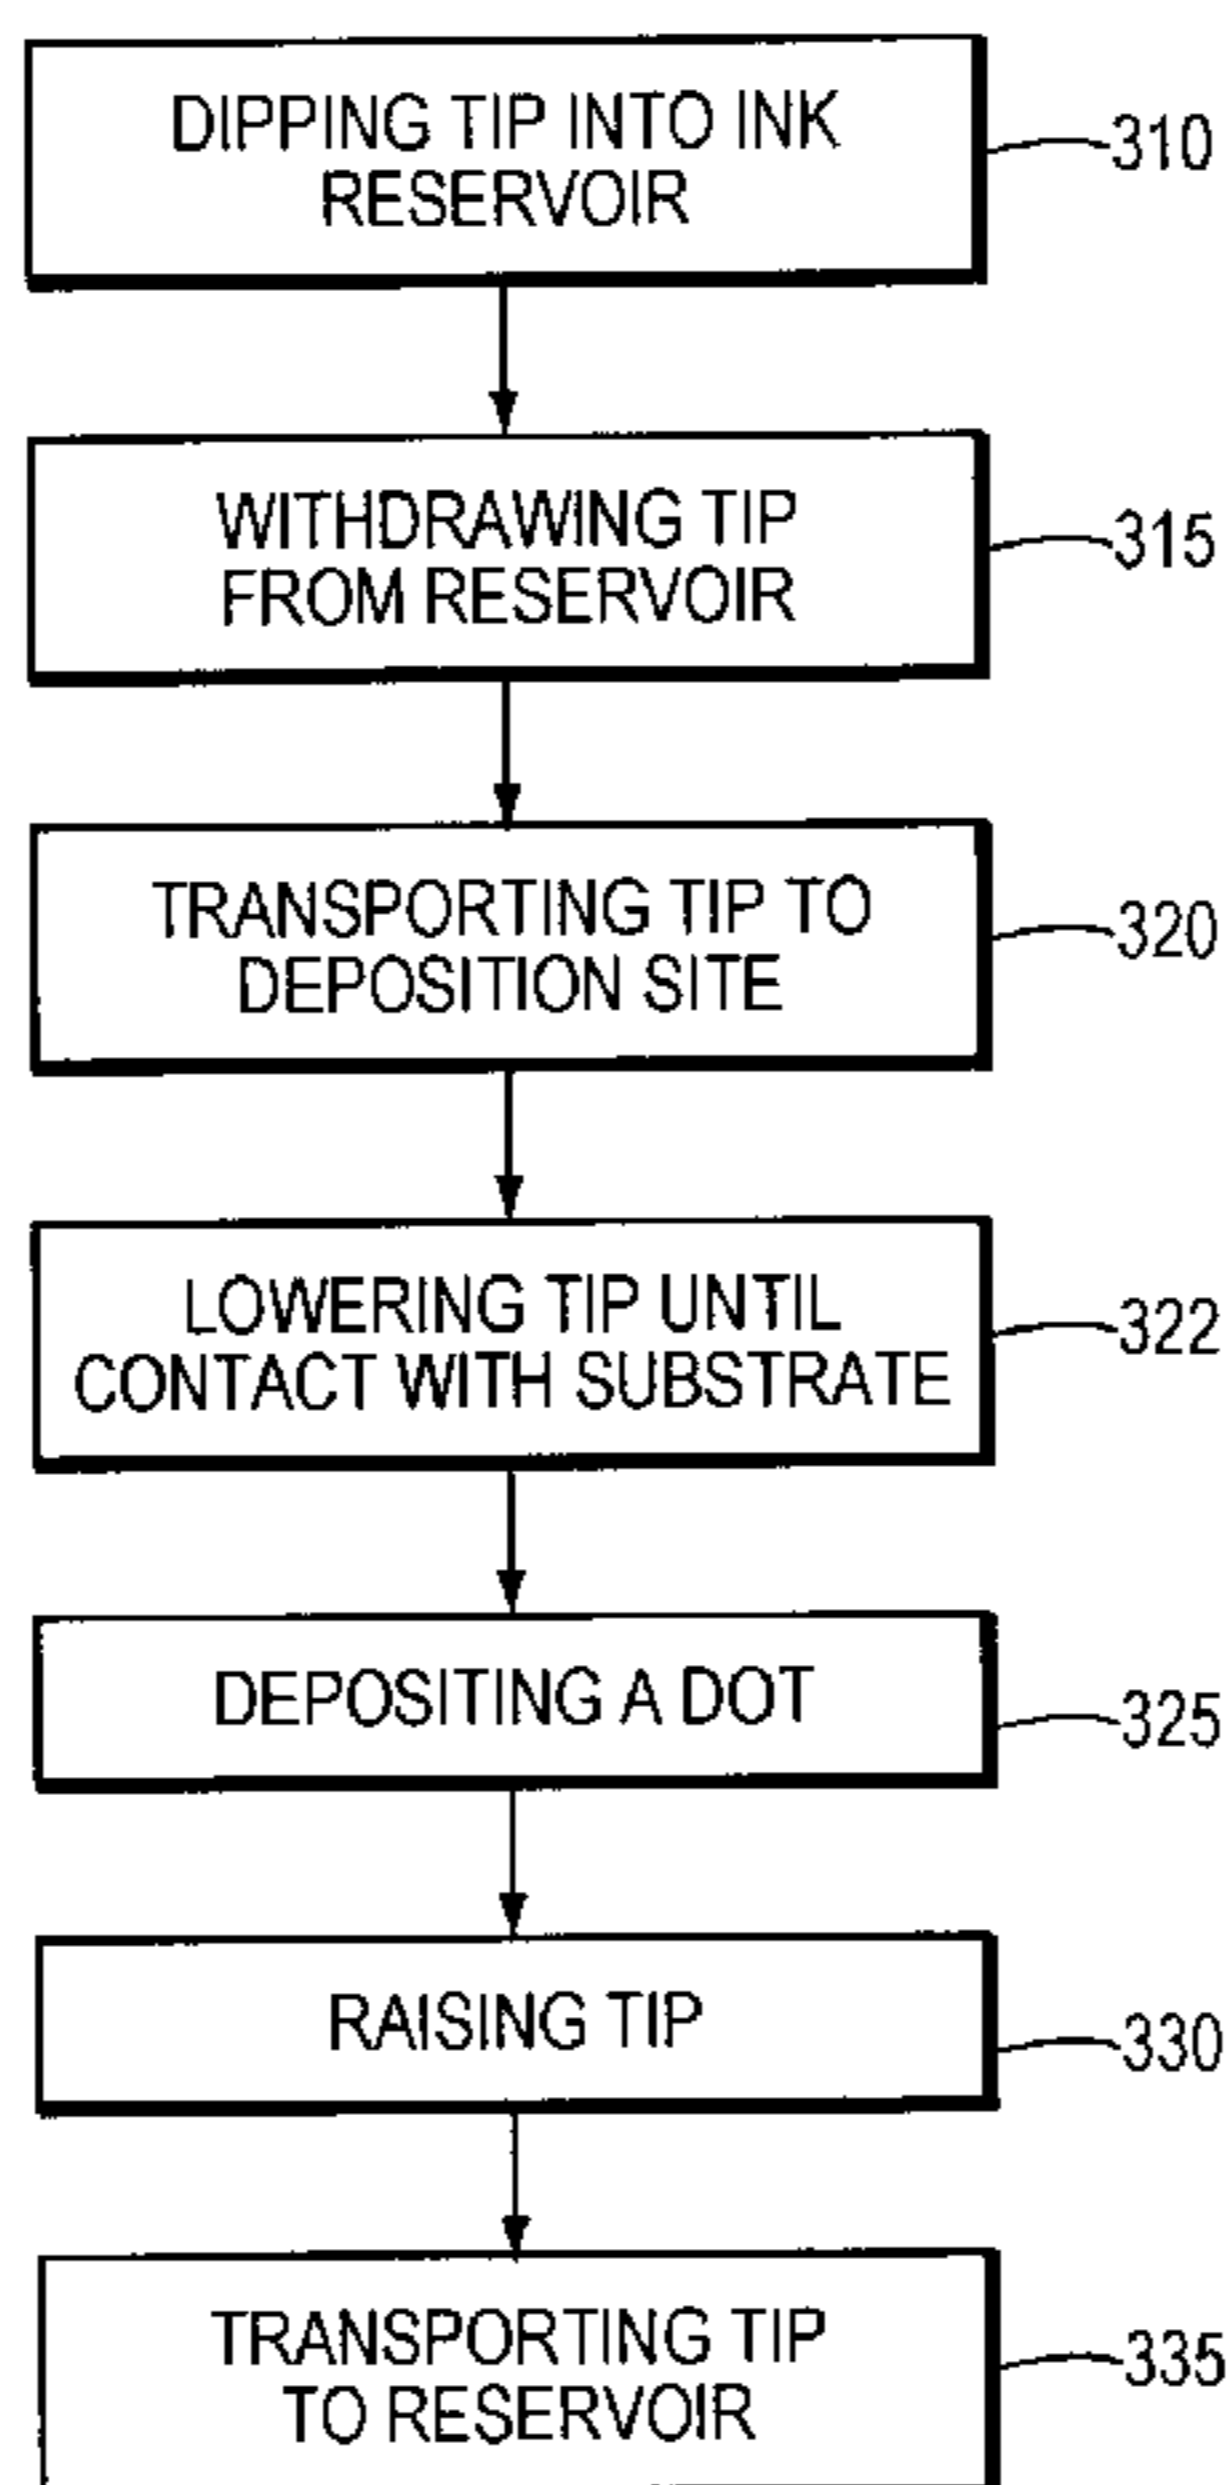 DIPPING TIP INTO INK
RESERVOIR
310
WITHDRAWING TIP
FROM RESERVOIR
315
TRANSPORTING TIP TO
DEPOSITION SITE
320
LOWERING TIP UNTIL
CONTACT WITH SUBSTRATE
322
DEPOSITING A DOT
325
RAISING TIP
330
TRANSPORTING TIP
TO RESERVOIR
335